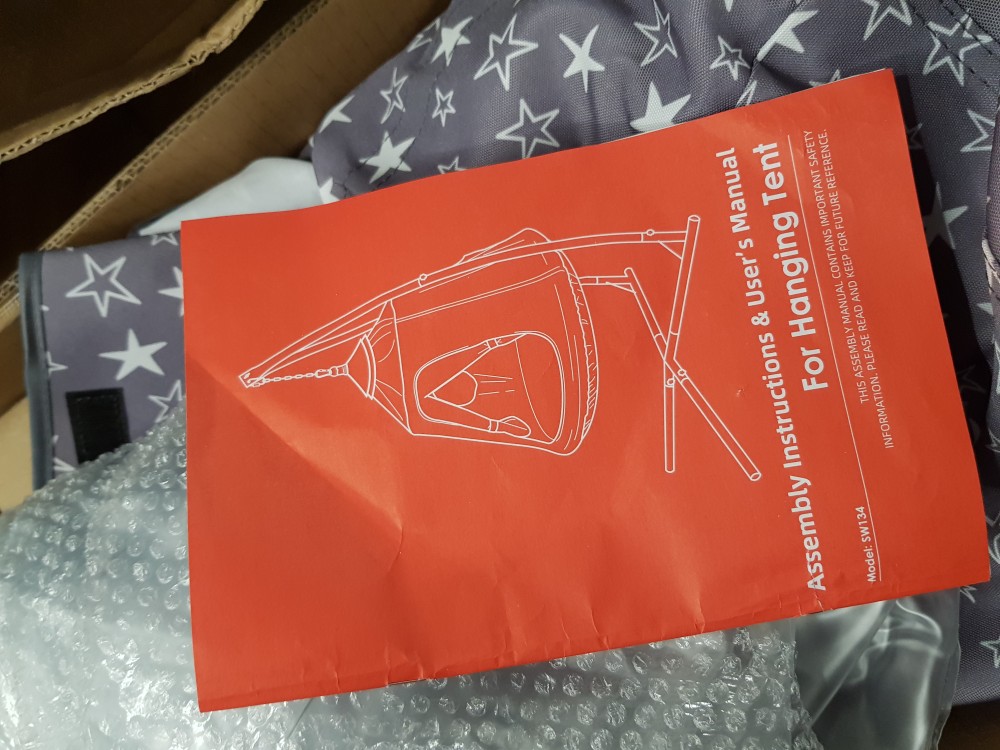 Assembly Instructions & User's Manual
For Hanging Tent
THIS ASSEMBLY MANUAL CONTAINS IMPORTANT SAFETY
INFORMATION. PLEASE READ AND KEEP FOR FUTURE REFERENCE.
Model: SW134